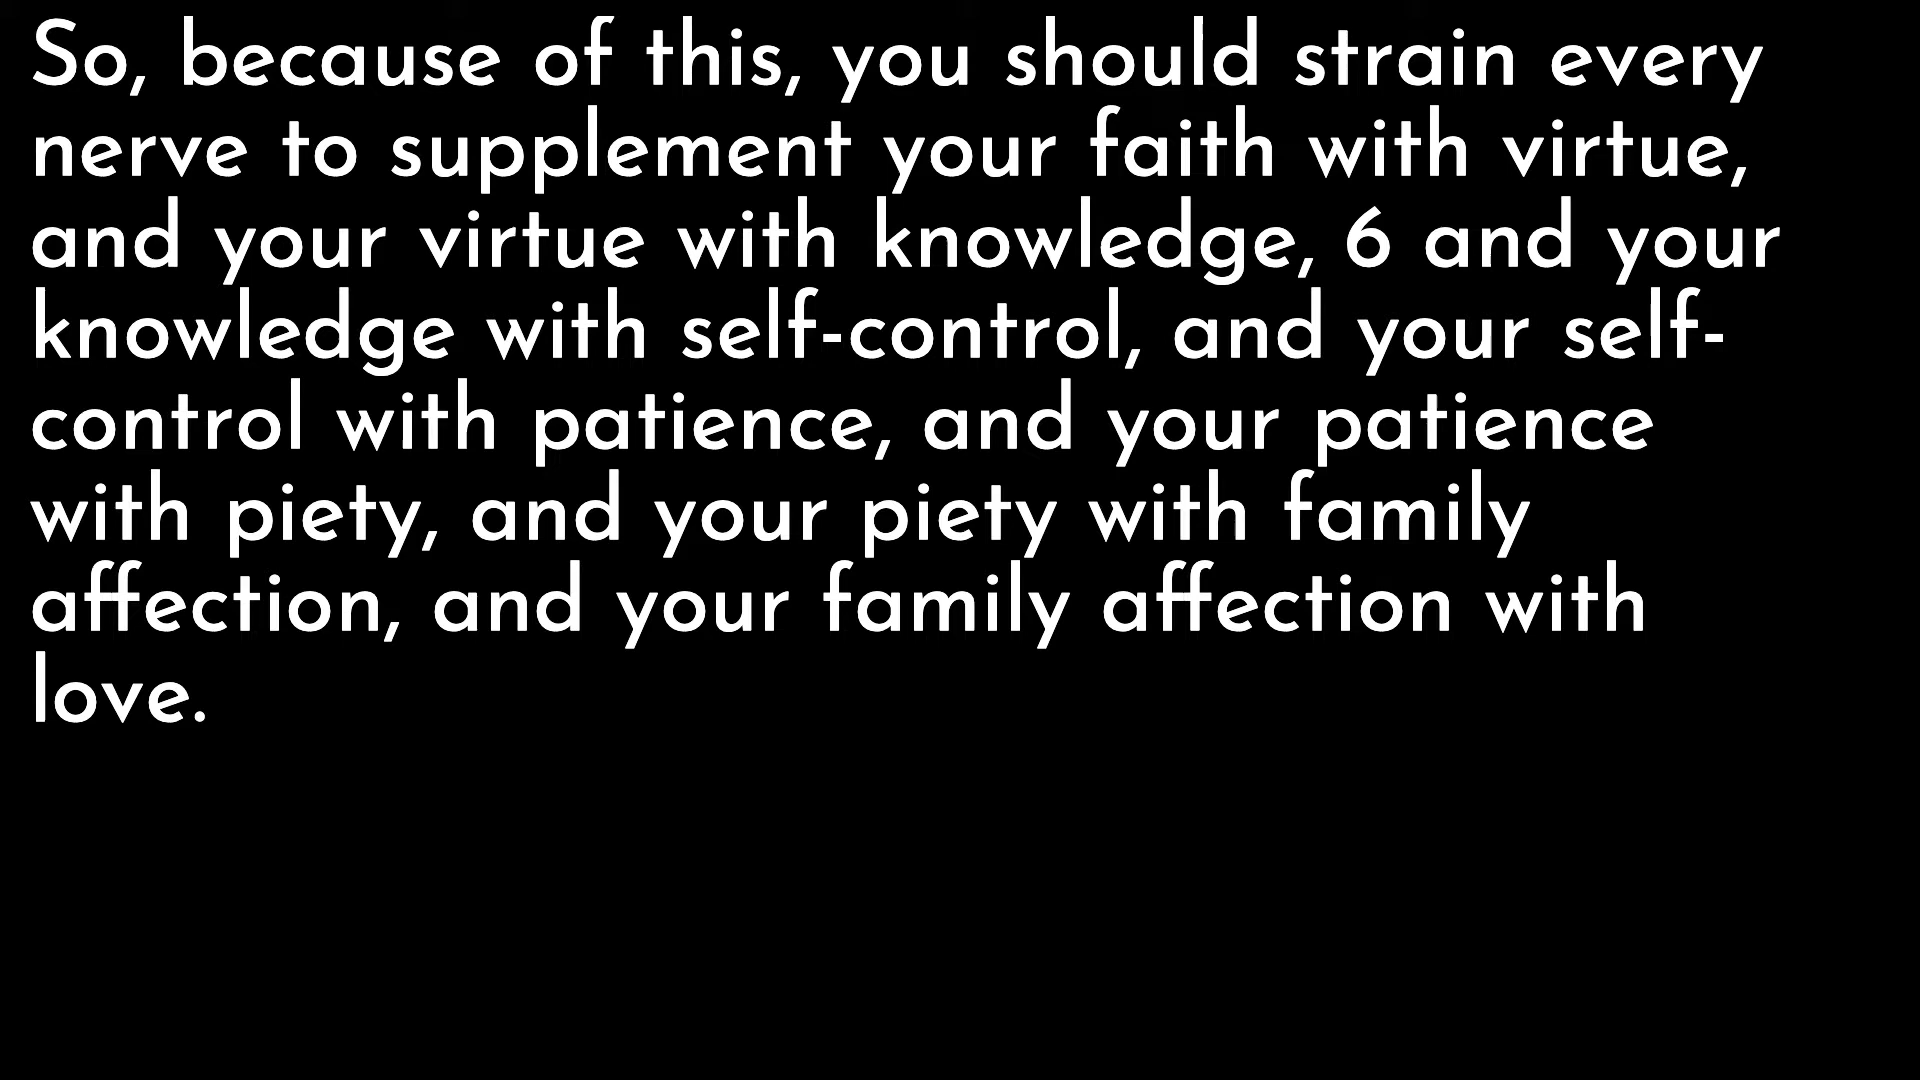 So, because of this, you should strain every
nerve to supplement your faith with virtue,
and your virtue with knowledge, 6 and your
knowledge with self-control, and your self-
control with patience, and your patience
with piety, and your piety with family
affection, and your family affection with
love.